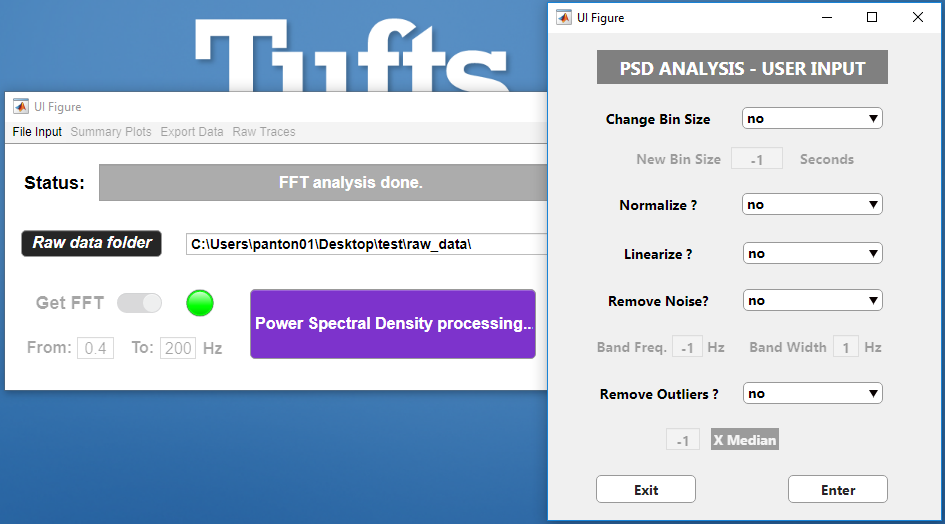 Tufts
UI Figure
File Input Summary Plots Export Data Raw Traces
Status: FFT analysis done.
Raw data folder C:\Users\panton01\Desktop\test\raw_data\
Get FFT
From: 0.4 To: 200 Hz
Power Spectral Density processing..
UI Figure
PSD ANALYSIS - USER INPUT
Change Bin Size no
New Bin Size -1 Seconds
Normalize ? no
Linearize ? no
Remove Noise? no
Band Freq. -1 Hz Band Width 1 Hz
Remove Outliers ? no
-1 X Median
Exit Enter